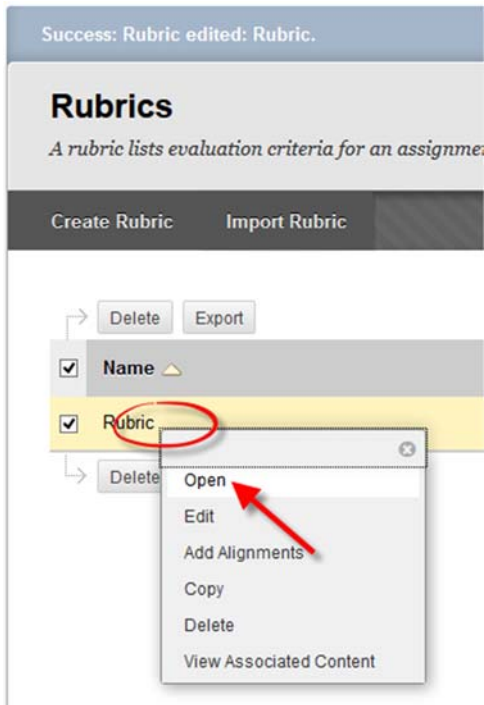 Success: Rubric edited: Rubric.
Rubrics
A rubric lists evaluation criteria for an
Create Rubric Import Rubric
Delete Export
Name
Rubric
Delete
Open
Edit
Add Alignments
Copy
Delete
View Associated Content